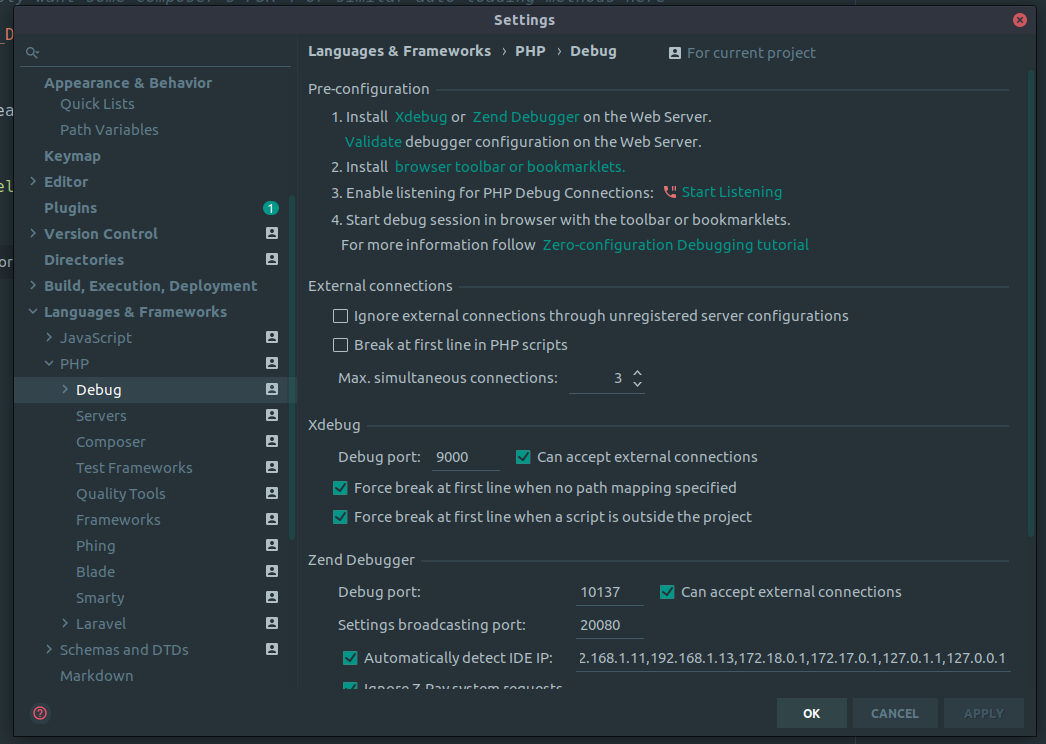 Settings
Appearance & Behavior
Quick Lists
Path Variables
Keymap
Editor
Plugins 1
Version Control
Directories
Build, Execution, Deployment
Languages & Frameworks
JavaScript
PHP
Debug
Servers
Composer
Test Frameworks
Quality Tools
Frameworks
Phing
Blade
Smarty
Laravel
Schemas and DTDs
Markdown
Languages & Frameworks › PHP › Debug For current project
Pre-configuration
1. Install Xdebug or Zend Debugger on the Web Server.
Validate debugger configuration on the Web Server.
2. Install browser toolbar or bookmarklets.
3. Enable listening for PHP Debug Connections: Start Listening
4. Start debug session in browser with the toolbar or bookmarklets.
For more information follow Zero-configuration Debugging tutorial
External connections
Ignore external connections through unregistered server configurations
Break at first line in PHP scripts
Max. simultaneous connections: 3
Xdebug
Debug port: 9000 Can accept external connections
Force break at first line when no path mapping specified
Force break at first line when a script is outside the project
Zend Debugger
Debug port: 10137 Can accept external connections
Settings broadcasting port: 20080
Automatically detect IDE IP: 2.168.1.11,192.168.1.13,172.18.0.1,172.17.0.1,127.0.1.1,127.0.0.1
Ignore Z-Ray system requests
OK CANCEL APPLY